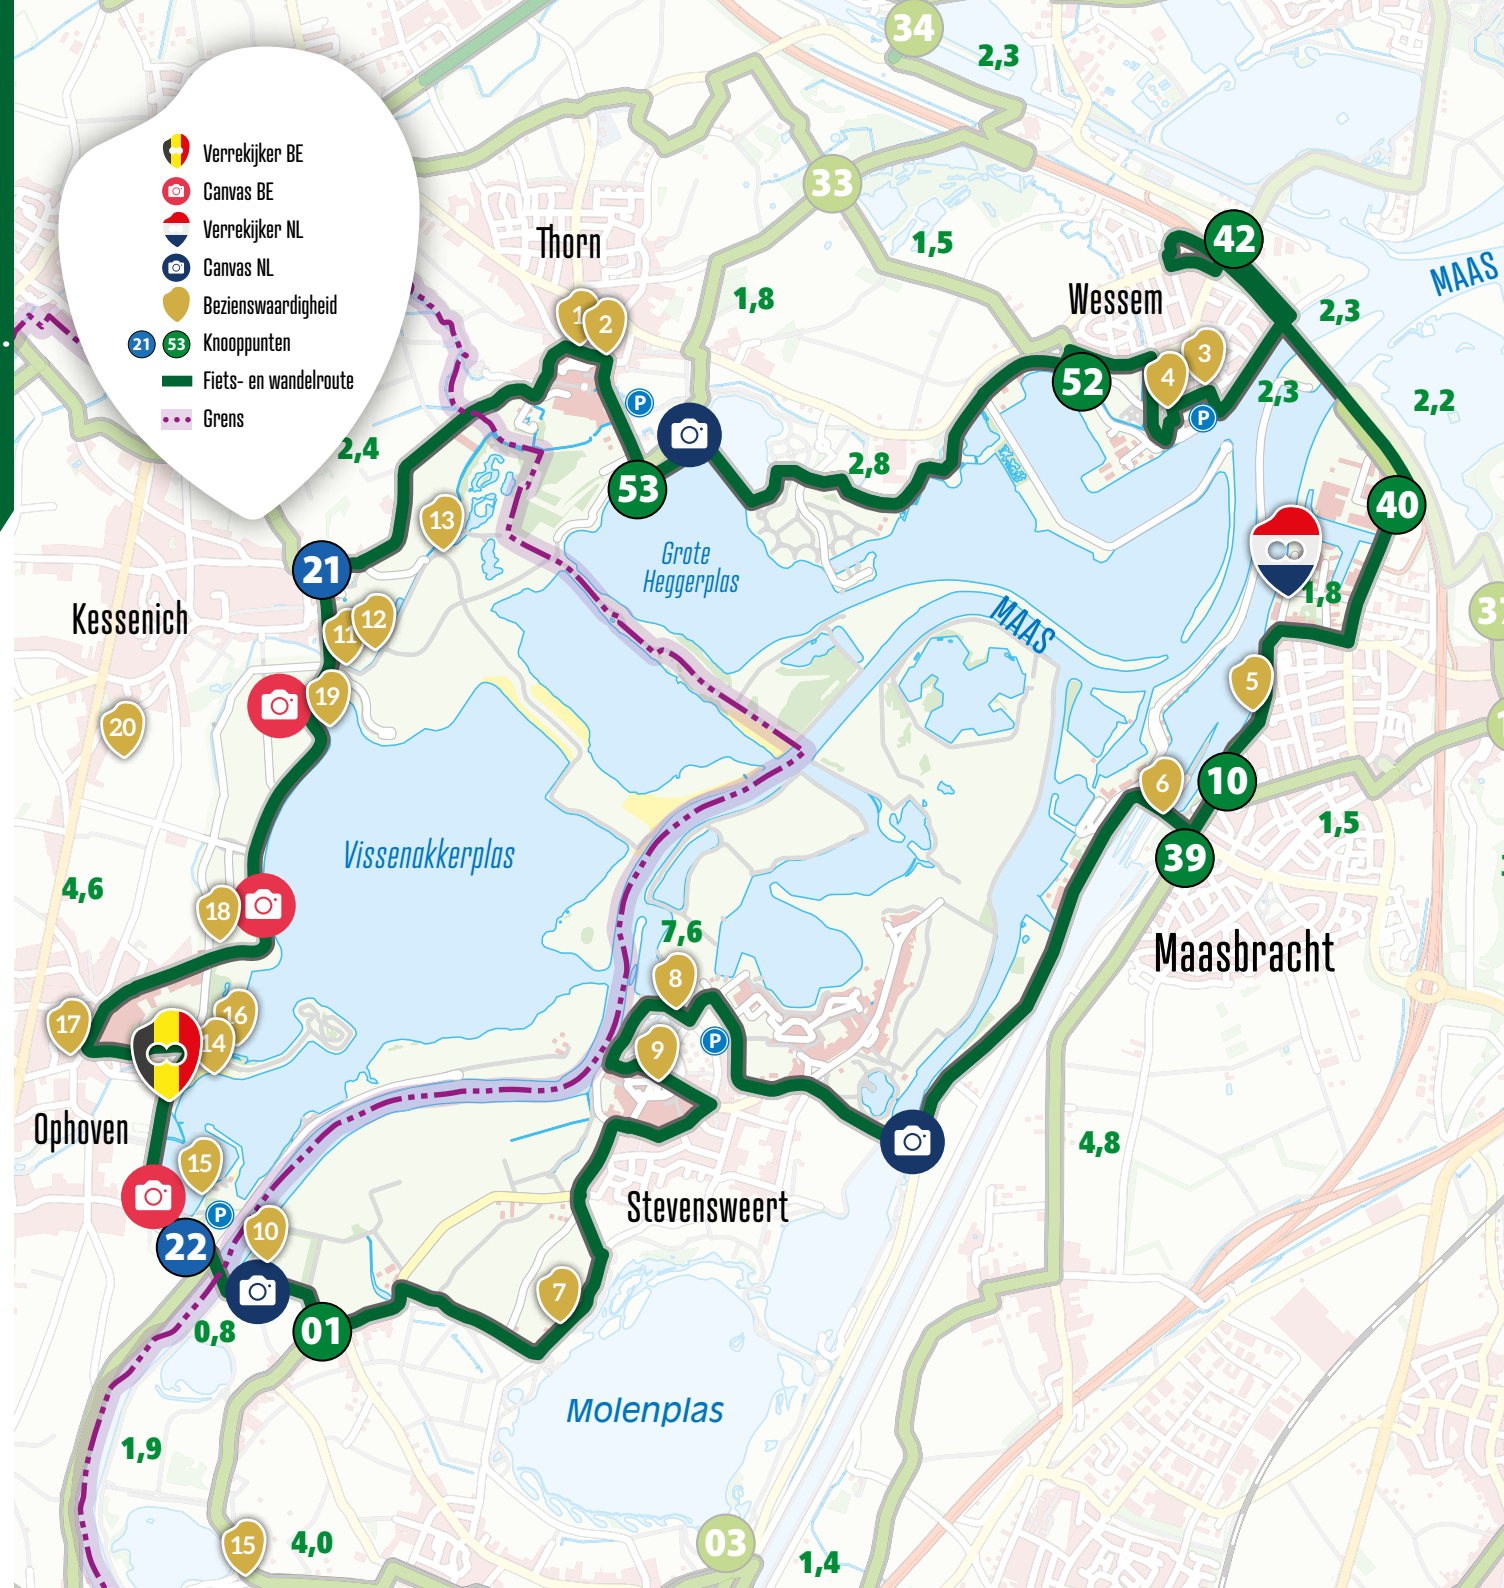 Verrekijker BE
Canvas BE
Verrekijker NL
Canvas NL
Bezienswaardigheid
21 53 Knooppunten
Fiets- en wandelroute
Grens
34
2,3
33
42
Thorn
1,5
MAAS
1,8
Wessem
2,3
1
2
3
4
52
2,3
2,2
P
P
2,4
2,8
53
40
13
21
Grote
Heggerplas
1,8
MAAS
Kessenich
11
12
19
5
20
6
10
1,5
Vissenakkerplas
39
4,6
18
7,6
Maasbracht
8
17
16
14
9
P
Ophoven
4,8
15
Stevensweert
P
10
22
7
0,8
01
Molenplas
1,9
15
4,0
03
1,4